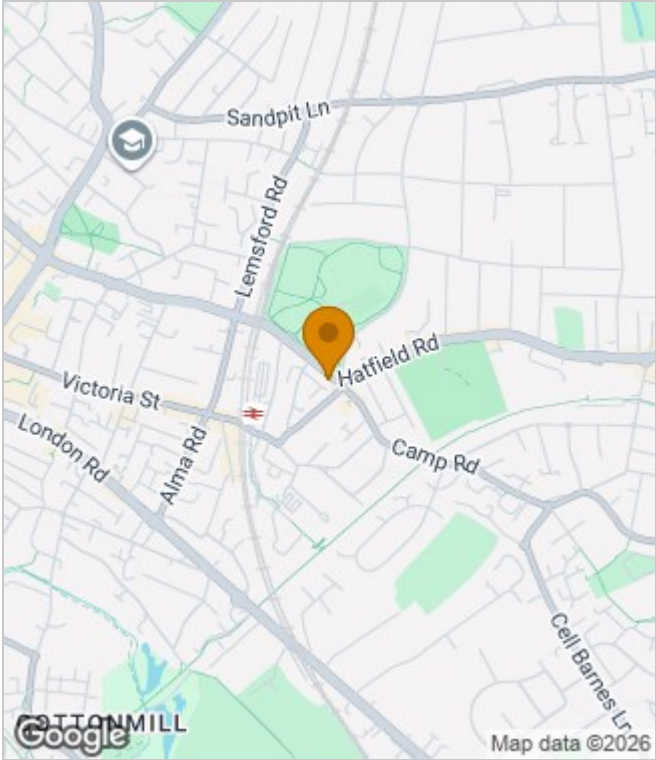 Sandpit Ln
Lemsford Rd
Hatfield Rd
Victoria St
London Rd
Alma Rd
Camp Rd
Cell Barnes Ln
COTTONMILL
Google
Map data ©2026